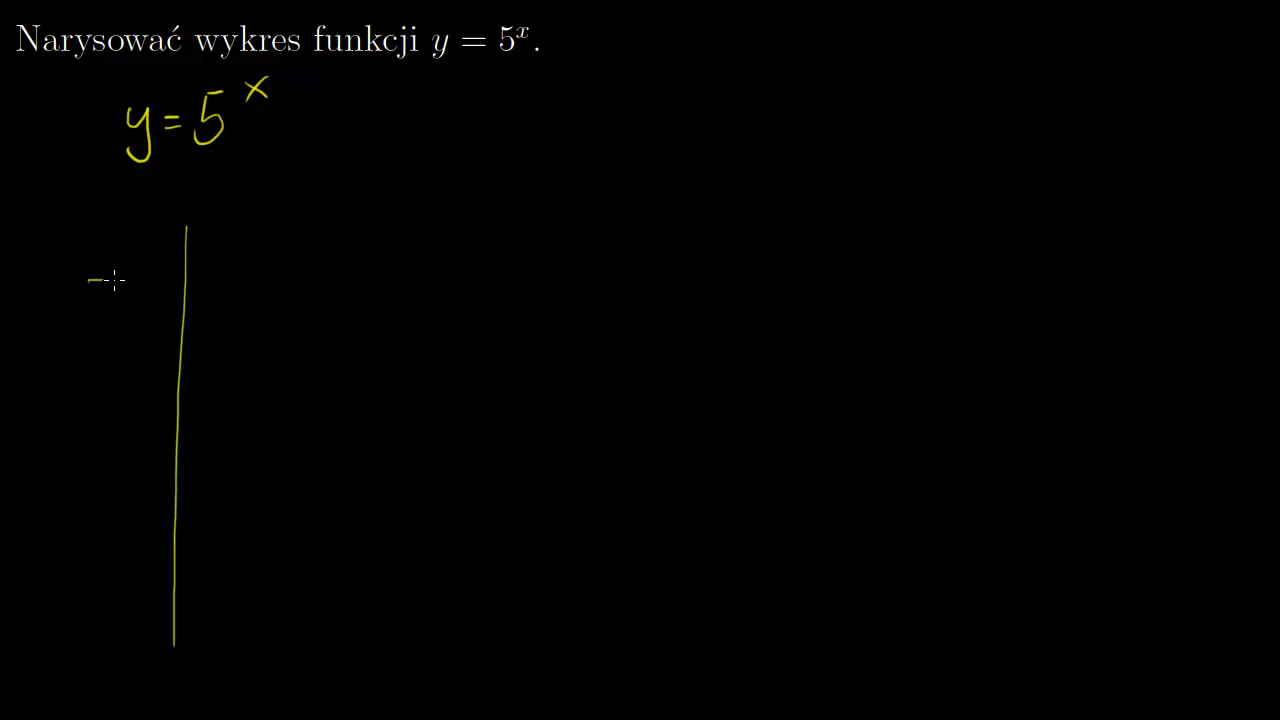 Narysować wykres funkcji y = 5^x.
y = 5^x
-